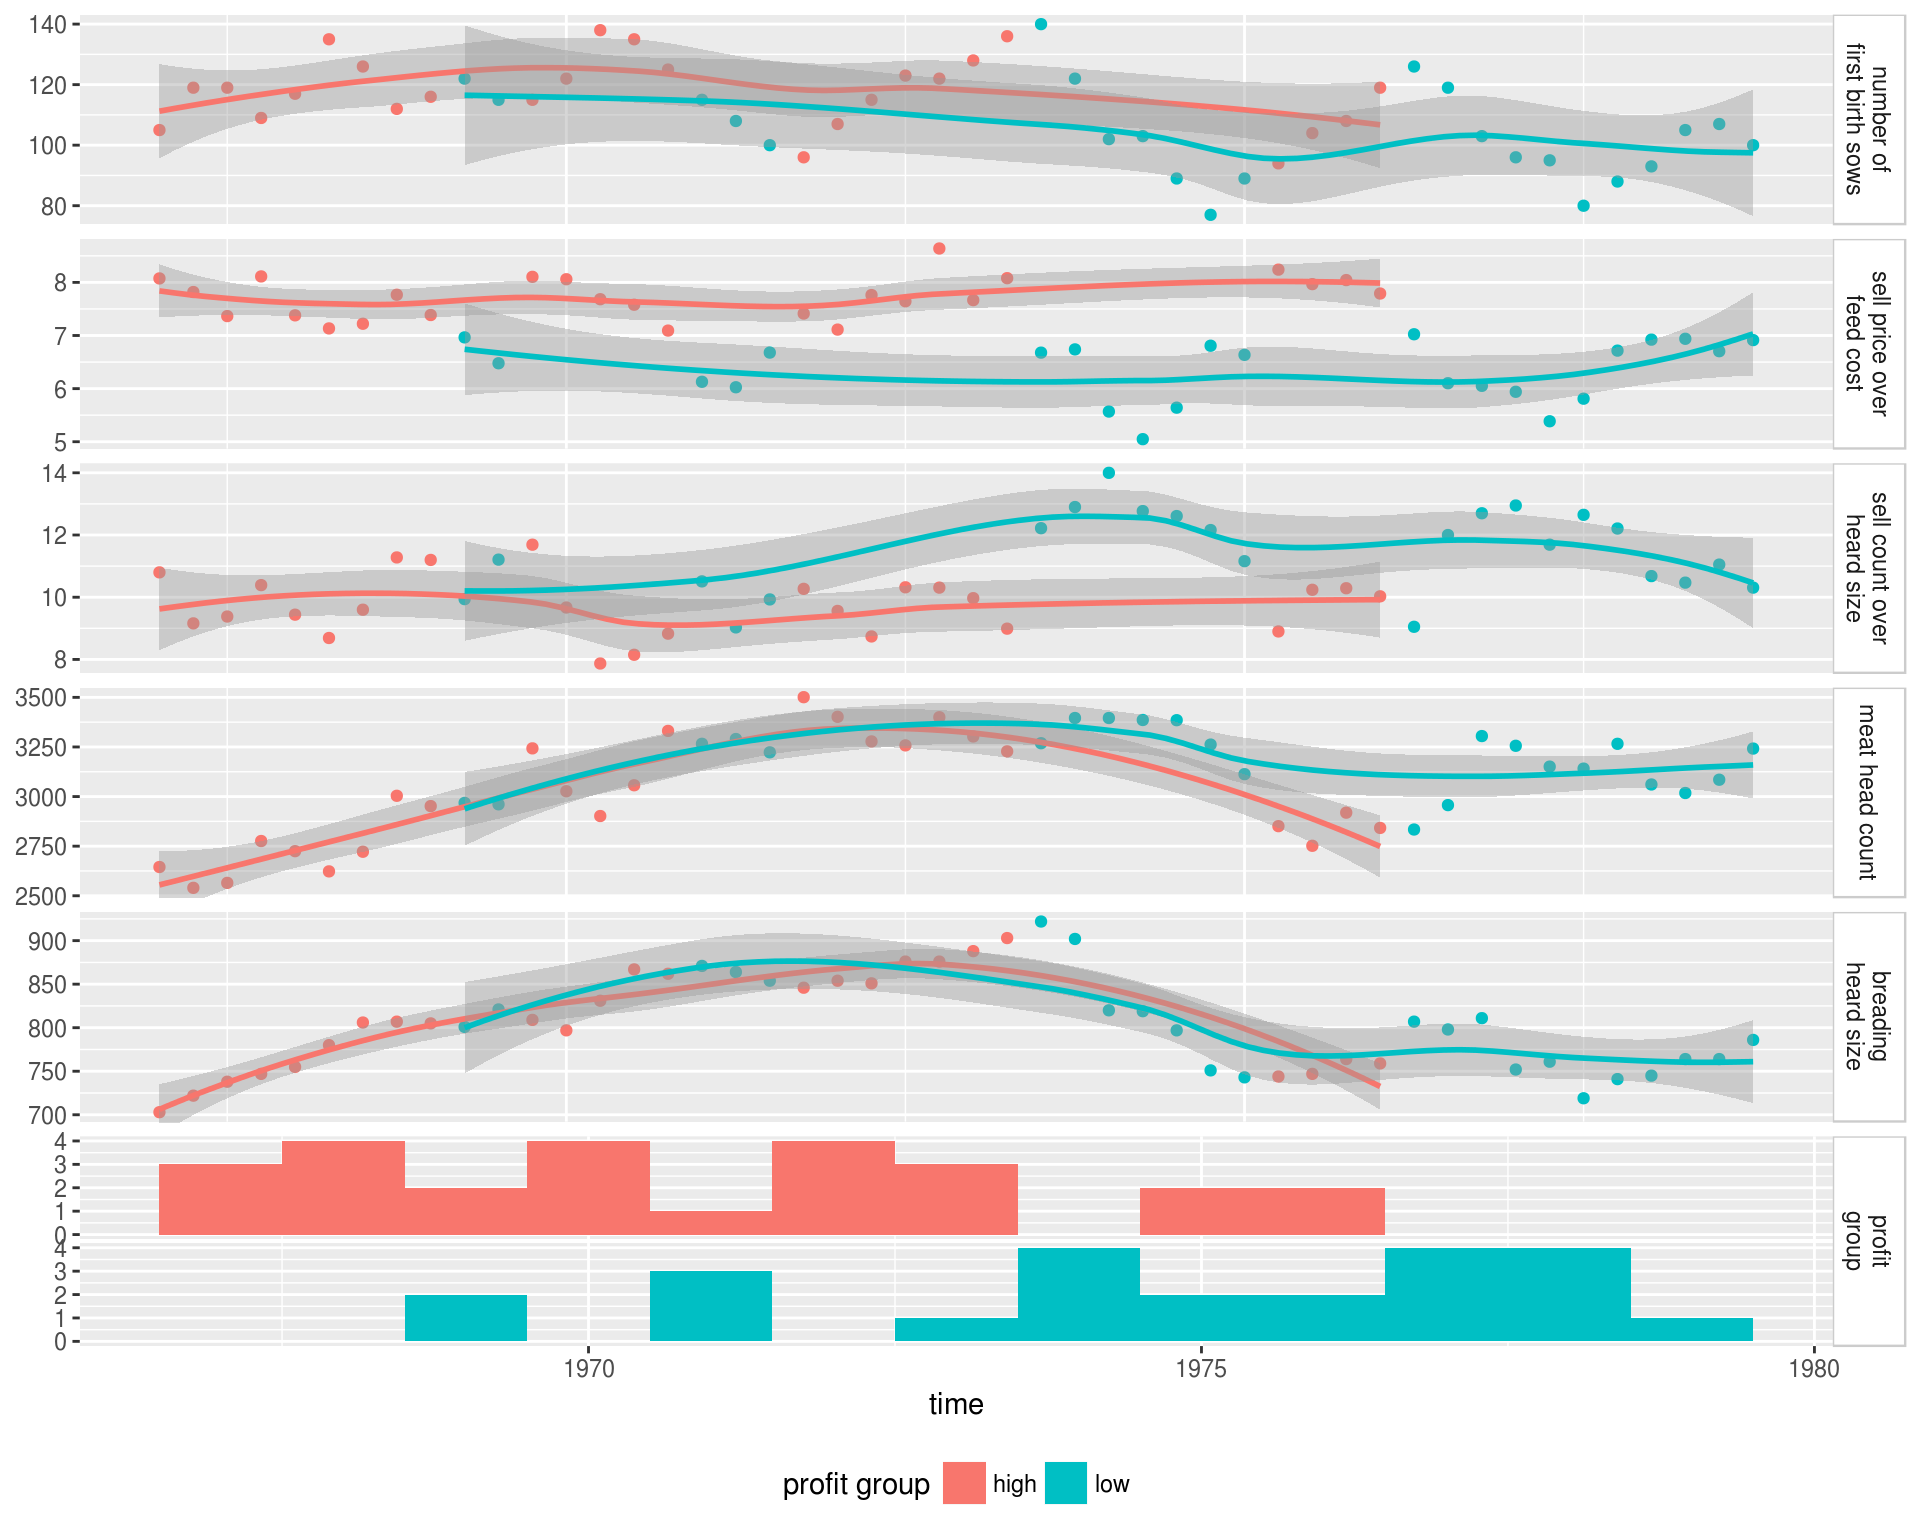 140
120
100
80
number of
first birth sows
8
7
6
5
sell price over
feed cost
14
12
10
8
sell count over
heard size
3500
3250
3000
2750
2500
meat head count
900
850
800
750
700
breading
heard size
4
3
2
1
0
4
3
2
1
0
profit
group
1970 1975 1980
time
profit group high low